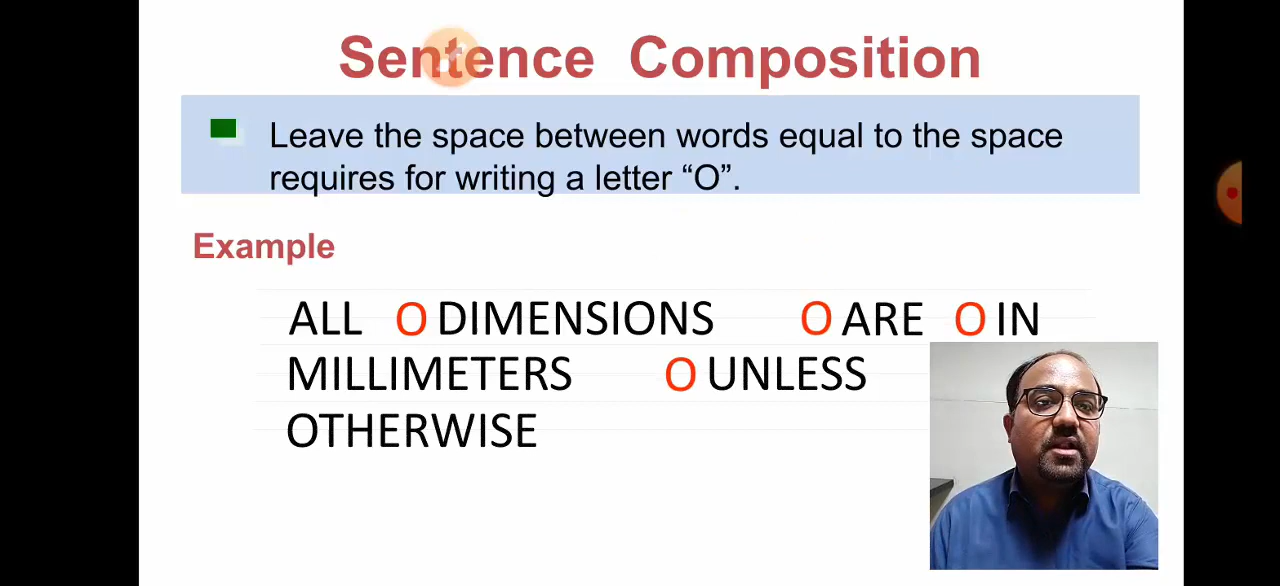 Sentence Composition
Leave the space between words equal to the space
requires for writing a letter “O”.
Example
ALL O DIMENSIONS O ARE O IN
MILLIMETERS O UNLESS
OTHERWISE